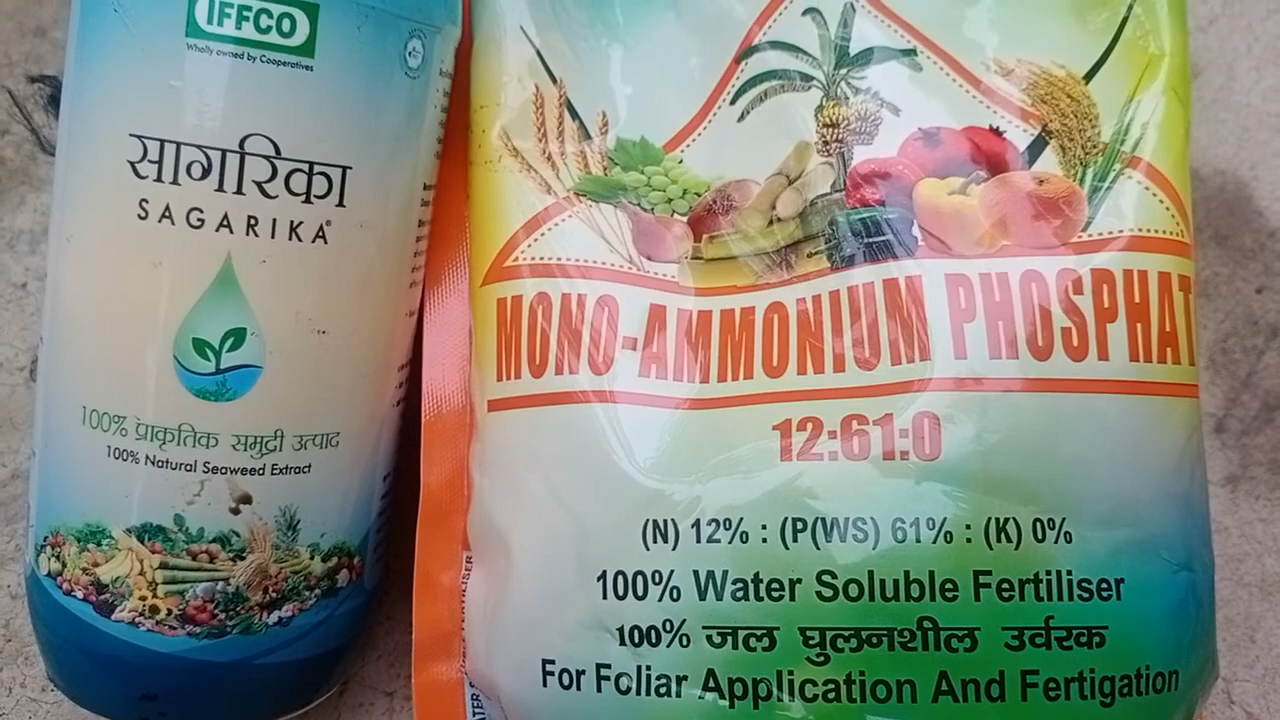 IFFCO
Wholly owned by Cooperatives
सागरिका
SAGARIKA®
100% प्राकृतिक समुद्री उत्पाद
100% Natural Seaweed Extract
MONO-AMMONIUM PHOSPHAT
12:61:0
(N) 12% : (P(WS) 61% : (K) 0%
100% Water Soluble Fertiliser
100% जल घुलनशील उर्वरक
For Foliar Application And Fertigation